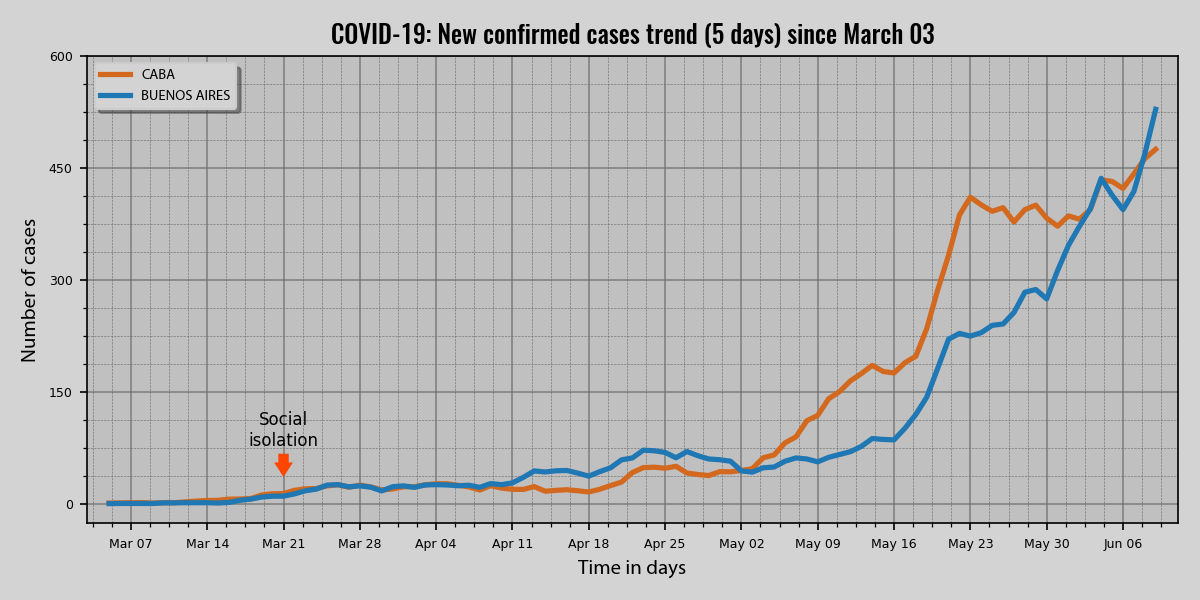 COVID-19: New confirmed cases trend (5 days) since March 03
600
450
300
150
0
Number of cases
CABA
BUENOS AIRES
Social
isolation
Mar 07 Mar 14 Mar 21 Mar 28 Apr 04 Apr 11 Apr 18 Apr 25 May 02 May 09 May 16 May 23 May 30 Jun 06
Time in days